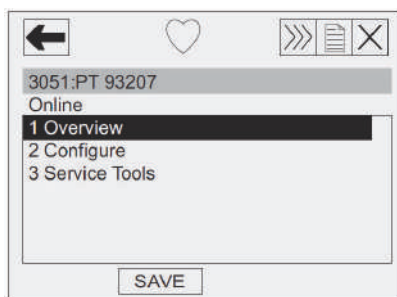 3051:PT 93207
Online
1 Overview
2 Configure
3 Service Tools
SAVE